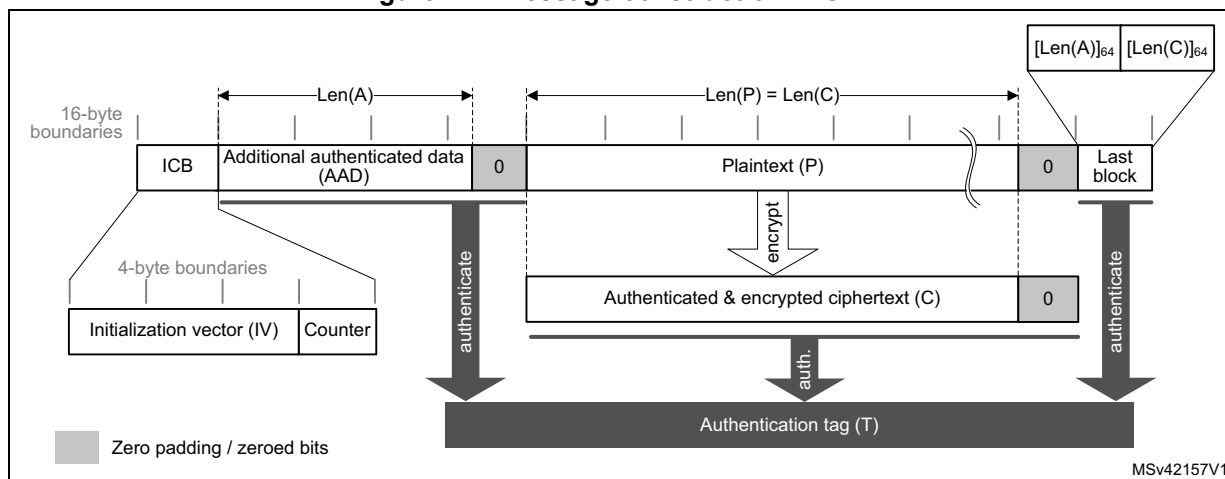 [Len(A)]64 [Len(C)]64
Len(A)
Len(P) = Len(C)
16-byte
boundaries
ICB
Additional authenticated data
(AAD)
0
Plaintext (P)
0
Last
block
encrypt
4-byte boundaries
Initialization vector (IV)
Counter
authenticate
Authenticated & encrypted ciphertext (C)
0
auth.
authenticate
Authentication tag (T)
Zero padding / zeroed bits
MSv42157V1